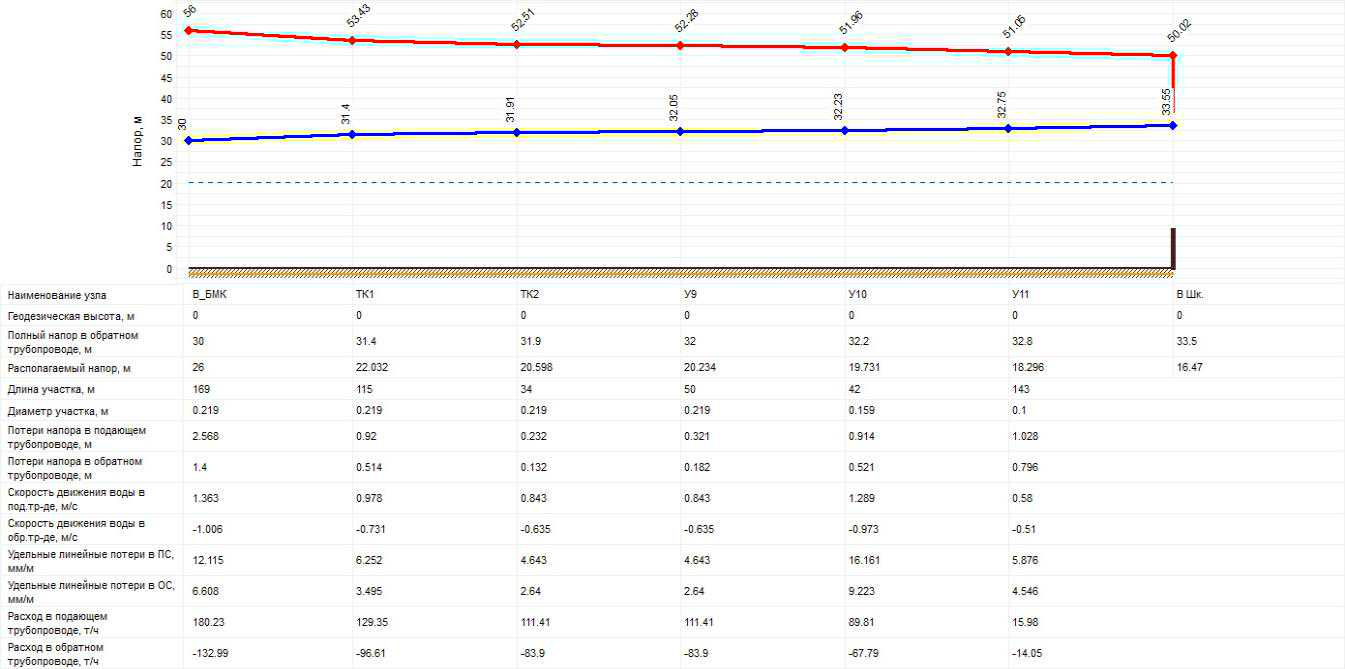 56
53.43
52.51
52.28
51.96
51.05
50.02
60
55
50
45
40
35
30
25
20
15
10
5
0
Напор, м
30
31.4
31.91
32.05
32.23
32.75
33.55
Наименование узла В_БМК ТК1 ТК2 У9 У10 У11 В Шк.
Геодезическая высота, м 0 0 0 0 0 0 0
Полный напор в обратном
трубопроводе, м 30 31.4 31.9 32 32.2 32.8 33.5
Располагаемый напор, м 26 22.032 20.598 20.234 19.731 18.296 16.47
Длина участка, м 169 115 34 50 42 143
Диаметр участка, м 0.219 0.219 0.219 0.219 0.159 0.1
Потери напора в подающем
трубопроводе, м 2.568 0.92 0.232 0.321 0.914 1.028
Потери напора в обратном
трубопроводе, м 1.4 0.514 0.132 0.182 0.521 0.796
Скорость движения воды в
под.тр-де, м/с 1.363 0.978 0.843 0.843 1.289 0.58
Скорость движения воды в
обр.тр-де, м/с -1.006 -0.731 -0.635 -0.635 -0.973 -0.51
Удельные линейные потери в ПС,
мм/м 12.115 6.252 4.643 4.643 16.161 5.876
Удельные линейные потери в ОС,
мм/м 6.608 3.495 2.64 2.64 9.223 4.546
Расход в подающем
трубопроводе, т/ч 180.23 129.35 111.41 111.41 89.81 15.98
Расход в обратном
трубопроводе, т/ч -132.99 -96.61 -83.9 -83.9 -67.79 -14.05